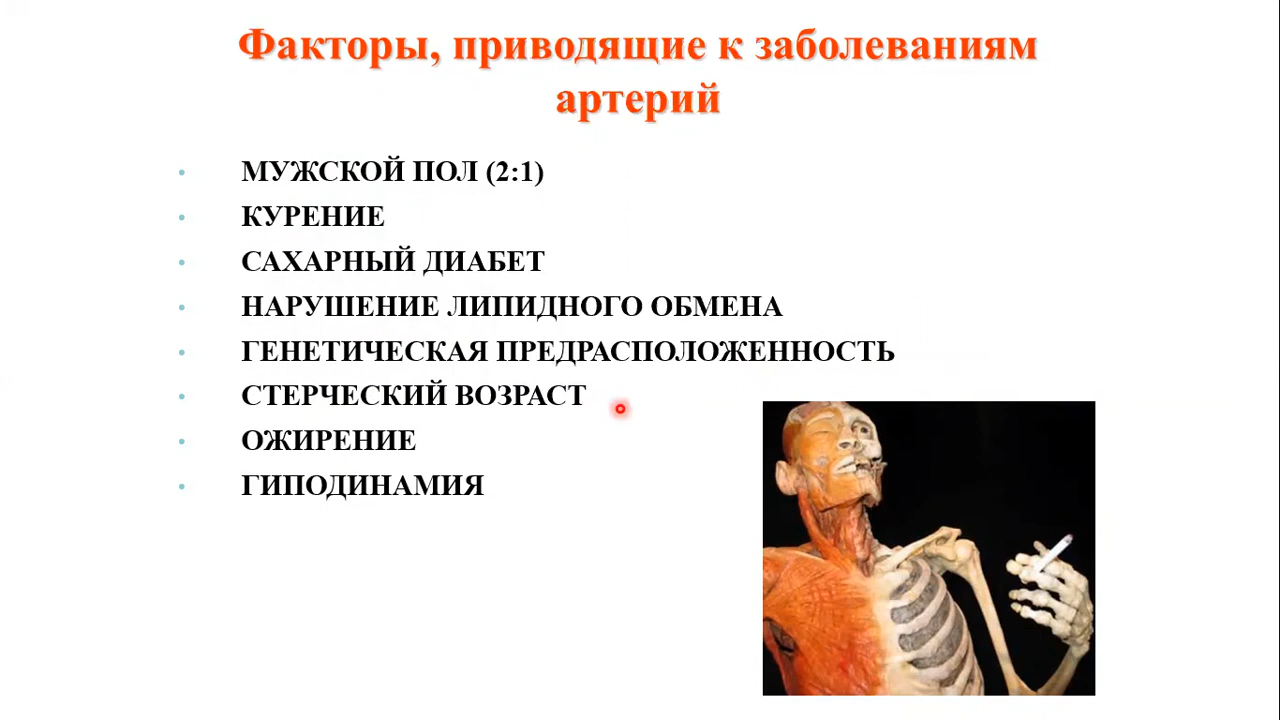 Факторы, приводящие к заболеваниям
артерий
• МУЖСКОЙ ПОЛ (2:1)
• КУРЕНИЕ
• САХАРНЫЙ ДИАБЕТ
• НАРУШЕНИЕ ЛИПИДНОГО ОБМЕНА
• ГЕНЕТИЧЕСКАЯ ПРЕДРАСПОЛОЖЕННОСТЬ
• СТЕРЧЕСКИЙ ВОЗРАСТ
• ОЖИРЕНИЕ
• ГИПОДИНАМИЯ